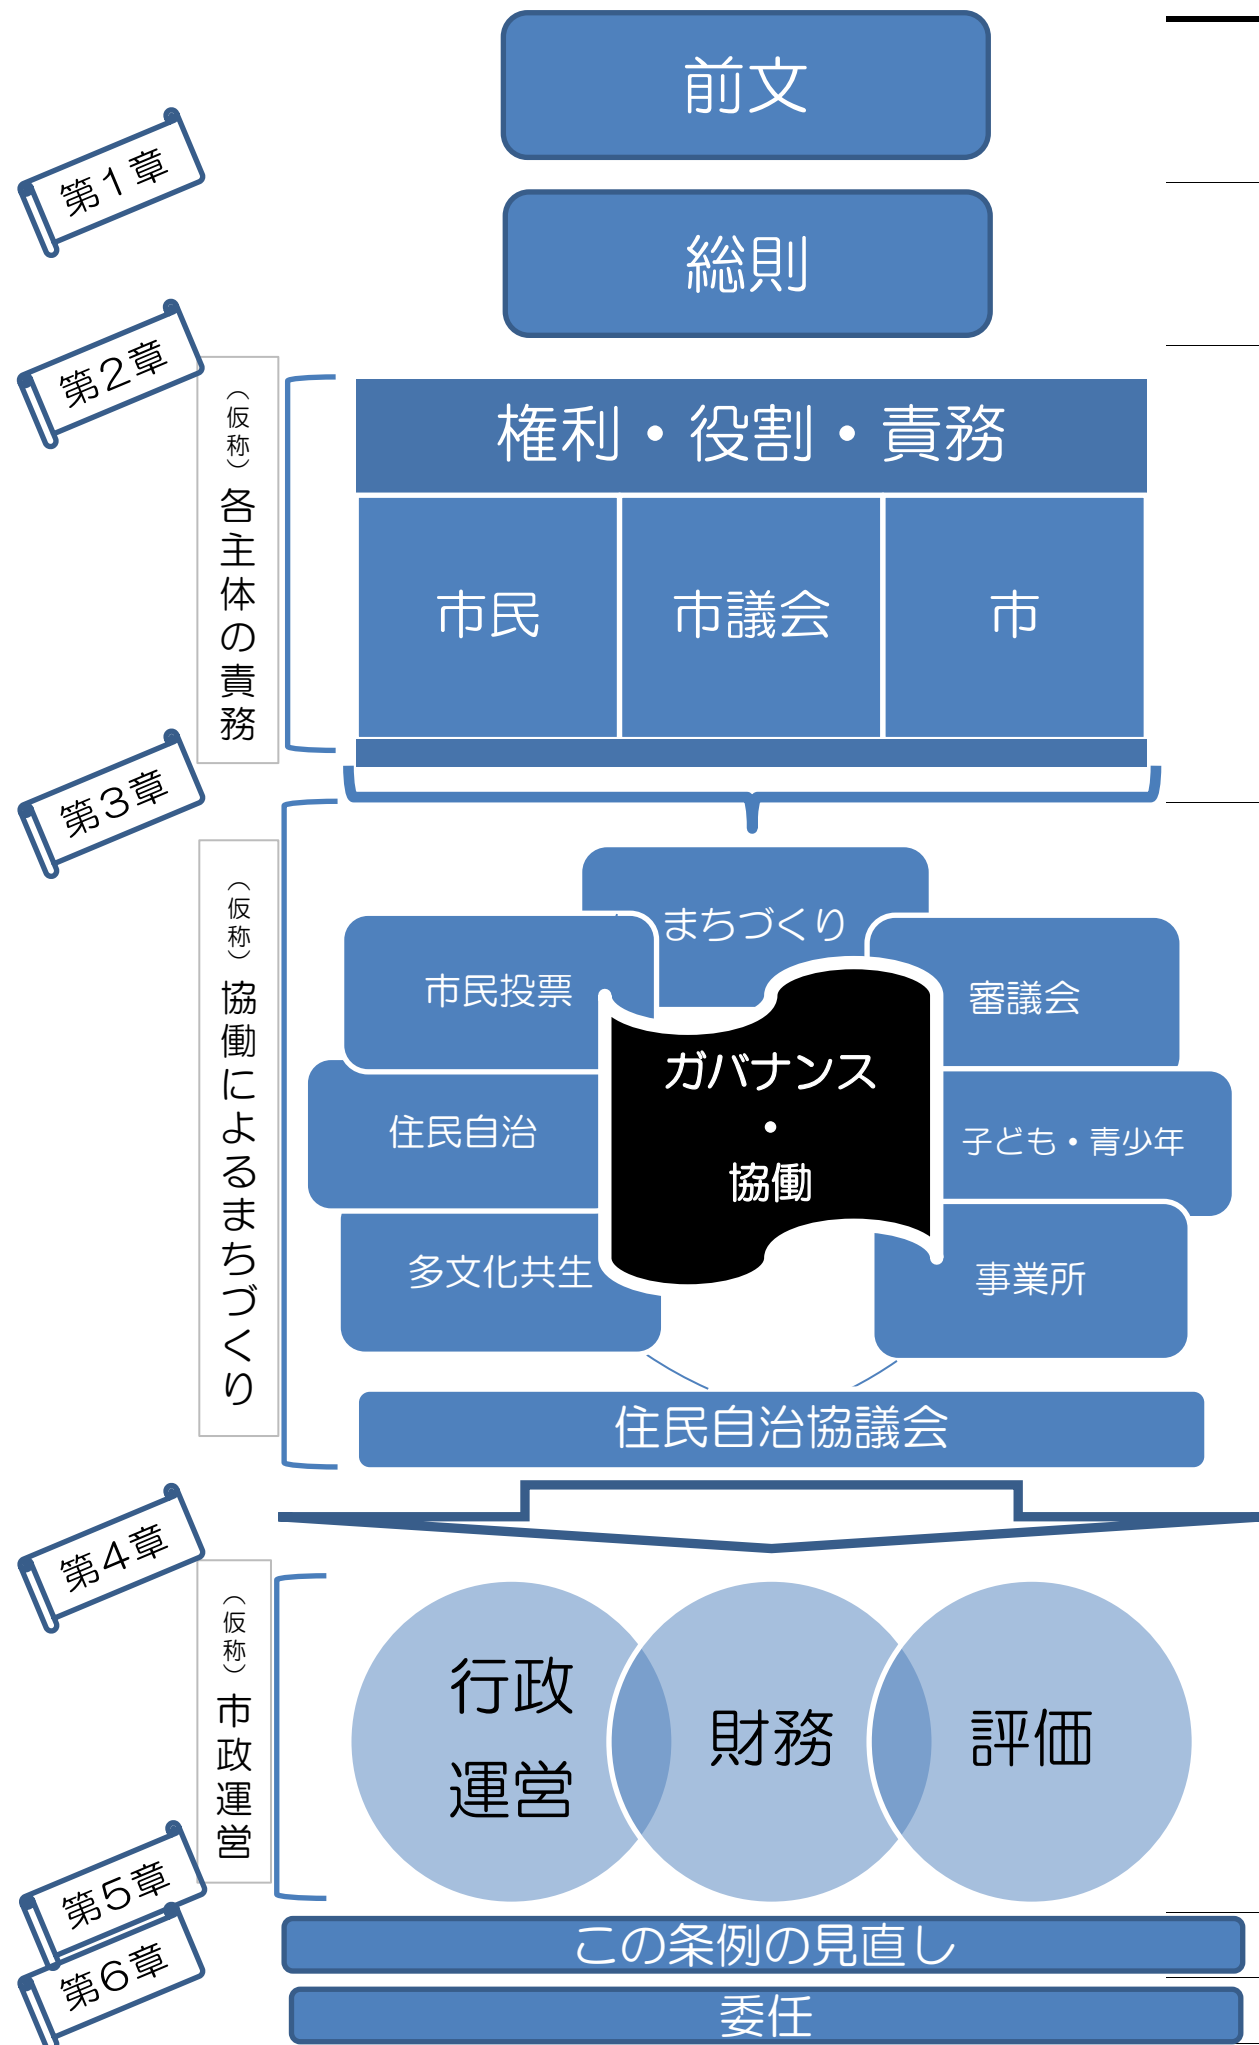 前文
第1章
総則
第2章
（仮称）各主体の責務
権利・役割・責務
市民
市議会
市
第3章
（仮称）協働によるまちづくり
まちづくり
市民投票
審議会
ガバナンス
・
協働
住民自治
子ども・青少年
多文化共生
事業所
住民自治協議会
第4章
（仮称）市政運営
行政
運営
財務
評価
第5章
この条例の見直し
第6章
委任